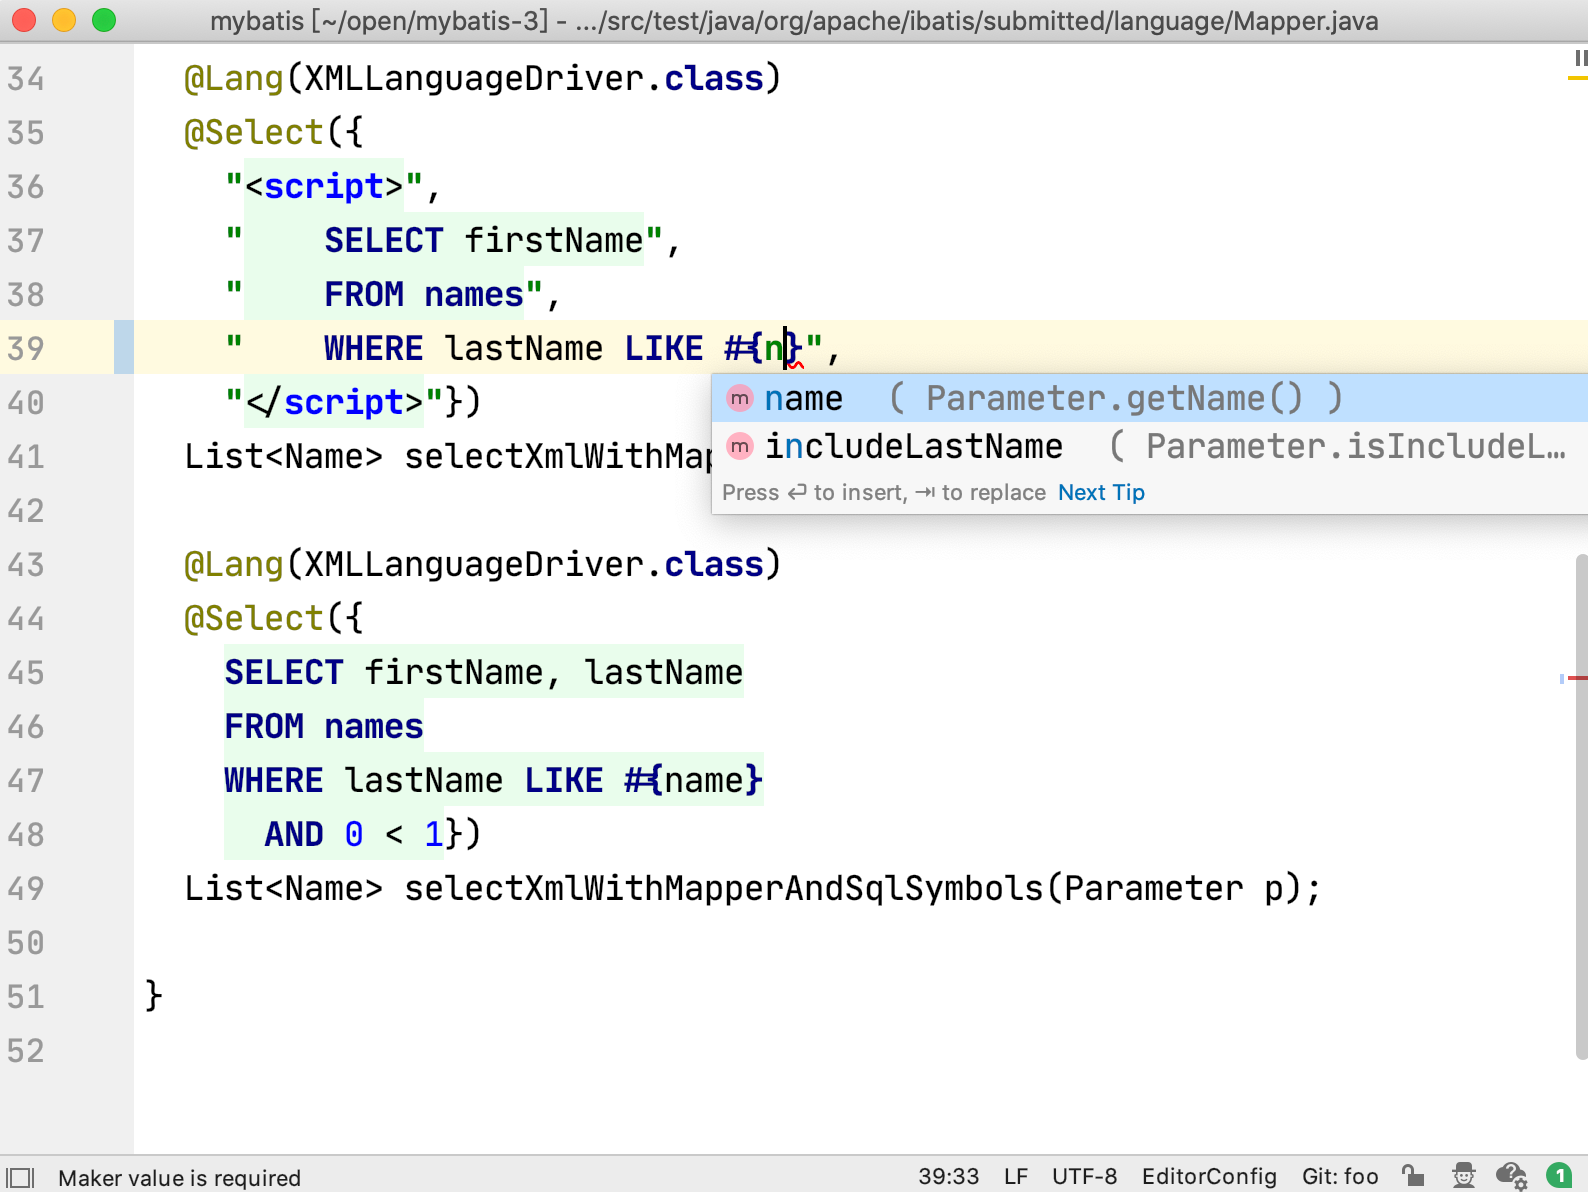 mybatis [~/open/mybatis-3] - .../src/test/java/org/apache/ibatis/submitted/language/Mapper.java
34 @Lang(XMLLanguageDriver.class)
35 @Select({
36 "<script>",
37 "    SELECT firstName",
38 "    FROM names",
39 "    WHERE lastName LIKE #{n}",
40 "</script>"})
name ( Parameter.getName() )
41 List<Name> selectXmlWithMap
includeLastName ( Parameter.isIncludeL…
Press ↩ to insert, ⇥ to replace Next Tip
42
43 @Lang(XMLLanguageDriver.class)
44 @Select({
45 SELECT firstName, lastName
46 FROM names
47 WHERE lastName LIKE #{name}
48   AND 0 < 1})
49 List<Name> selectXmlWithMapperAndSqlSymbols(Parameter p);
50
51 }
52
Maker value is required 39:33 LF UTF-8 EditorConfig Git: foo 1